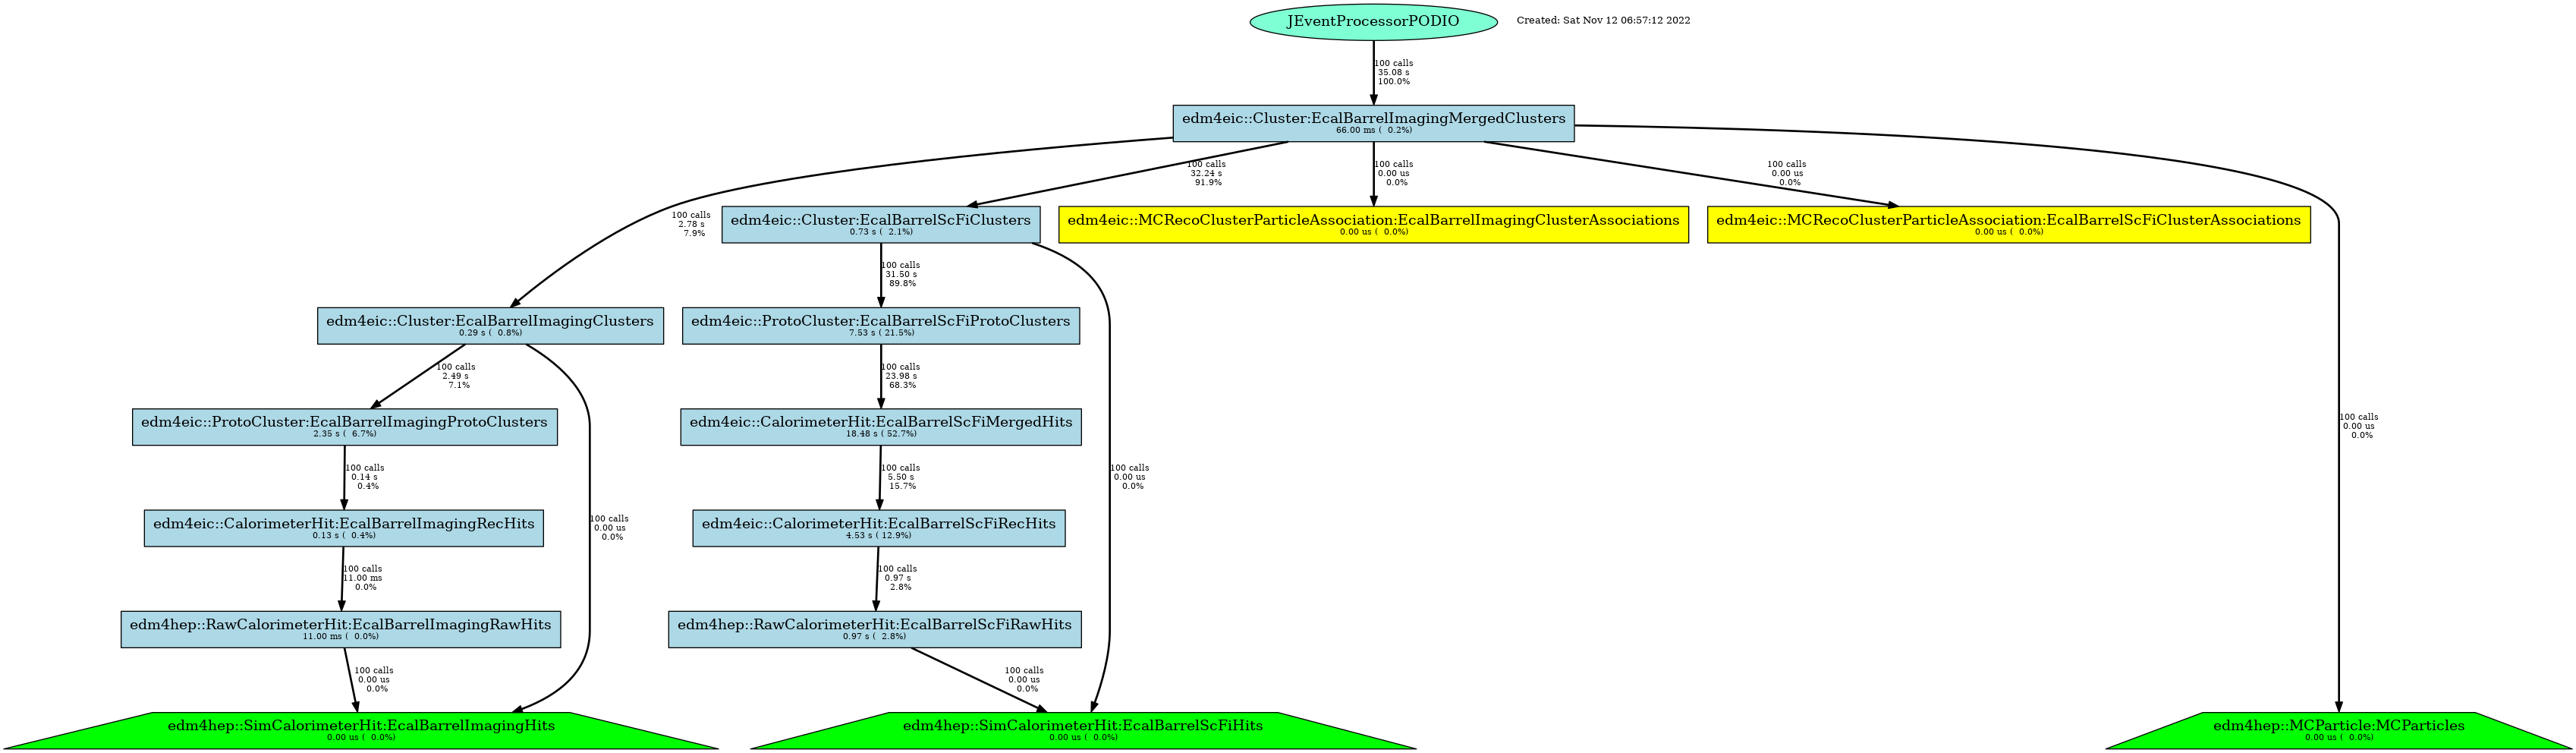 JEventProcessorPODIO
Created: Sat Nov 12 06:57:12 2022
100 calls
35.08 s
100.0%
edm4eic::Cluster:EcalBarrelImagingMergedClusters
66.00 ms ( 0.2%)
100 calls
2.78 s
7.9%
100 calls
32.24 s
91.9%
100 calls
0.00 us
0.0%
100 calls
0.00 us
0.0%
100 calls
0.00 us
0.0%
edm4eic::Cluster:EcalBarrelScFiClusters
0.73 s ( 2.1%)
edm4eic::MCRecoClusterParticleAssociation:EcalBarrelImagingClusterAssociations
0.00 us ( 0.0%)
edm4eic::MCRecoClusterParticleAssociation:EcalBarrelScFiClusterAssociations
0.00 us ( 0.0%)
100 calls
31.50 s
89.8%
100 calls
0.00 us
0.0%
edm4eic::Cluster:EcalBarrelImagingClusters
0.29 s ( 0.8%)
edm4eic::ProtoCluster:EcalBarrelScFiProtoClusters
7.53 s ( 21.5%)
100 calls
2.49 s
7.1%
100 calls
0.00 us
0.0%
100 calls
23.98 s
68.3%
edm4eic::ProtoCluster:EcalBarrelImagingProtoClusters
2.35 s ( 6.7%)
edm4eic::CalorimeterHit:EcalBarrelScFiMergedHits
18.48 s ( 52.7%)
100 calls
0.14 s
0.4%
100 calls
5.50 s
15.7%
edm4eic::CalorimeterHit:EcalBarrelImagingRecHits
0.13 s ( 0.4%)
edm4eic::CalorimeterHit:EcalBarrelScFiRecHits
4.53 s ( 12.9%)
100 calls
11.00 ms
0.0%
100 calls
0.97 s
2.8%
edm4hep::RawCalorimeterHit:EcalBarrelImagingRawHits
11.00 ms ( 0.0%)
edm4hep::RawCalorimeterHit:EcalBarrelScFiRawHits
0.97 s ( 2.8%)
100 calls
0.00 us
0.0%
100 calls
0.00 us
0.0%
edm4hep::SimCalorimeterHit:EcalBarrelImagingHits
0.00 us ( 0.0%)
edm4hep::SimCalorimeterHit:EcalBarrelScFiHits
0.00 us ( 0.0%)
edm4hep::MCParticle:MCParticles
0.00 us ( 0.0%)